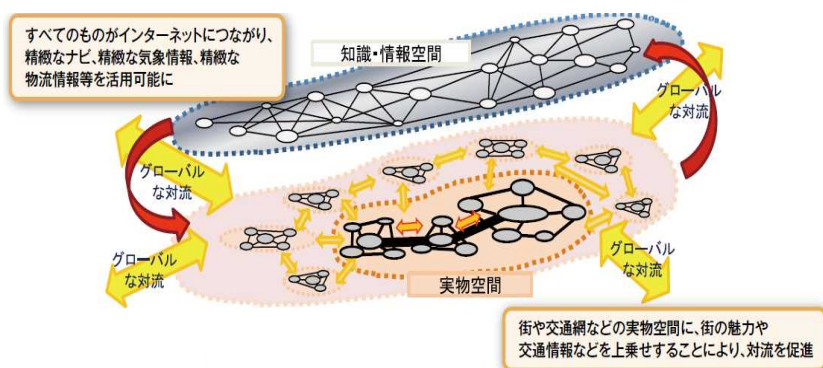 すべてのものがインターネットにつながり、
精緻なナビ、精緻な気象情報、精緻な
物流情報等を活用可能に
知識・情報空間
グローバル
な対流
グローバル
な対流
グローバル
な対流
グローバル
な対流
実物空間
街や交通網などの実物空間に、街の魅力や
交通情報などを上乗せすることにより、対流を促進